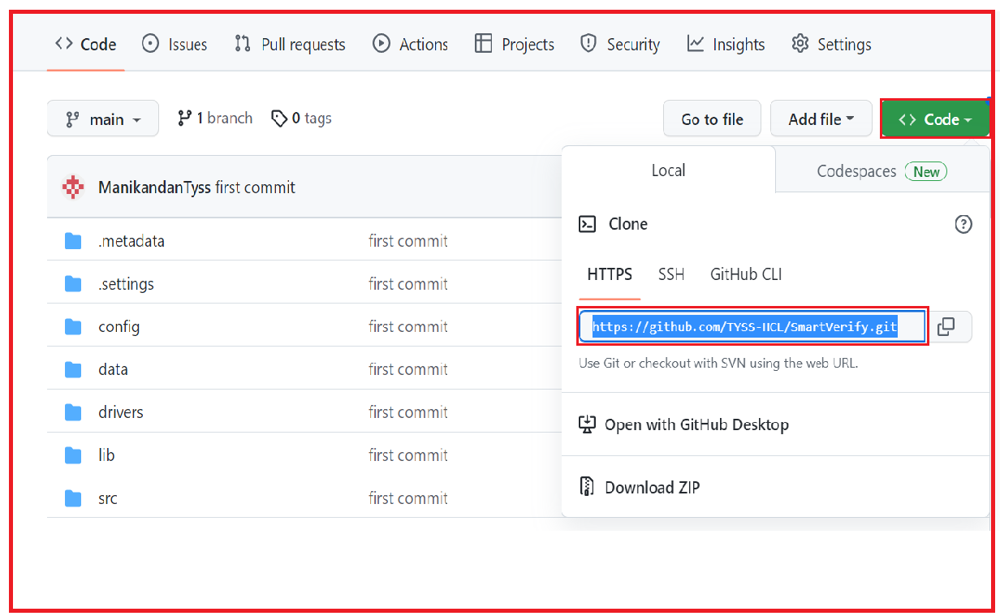 <> Code Issues Pull requests Actions Projects Security Insights Settings
main 1 branch 0 tags Go to file Add file <> Code
ManikandanTyss first commit
.metadata first commit
.settings first commit
config first commit
data first commit
drivers first commit
lib first commit
src first commit
Local Codespaces New
Clone
HTTPS SSH GitHub CLI
https://github.com/TYSS-HCL/SmartVerify.git
Use Git or checkout with SVN using the web URL.
Open with GitHub Desktop
Download ZIP